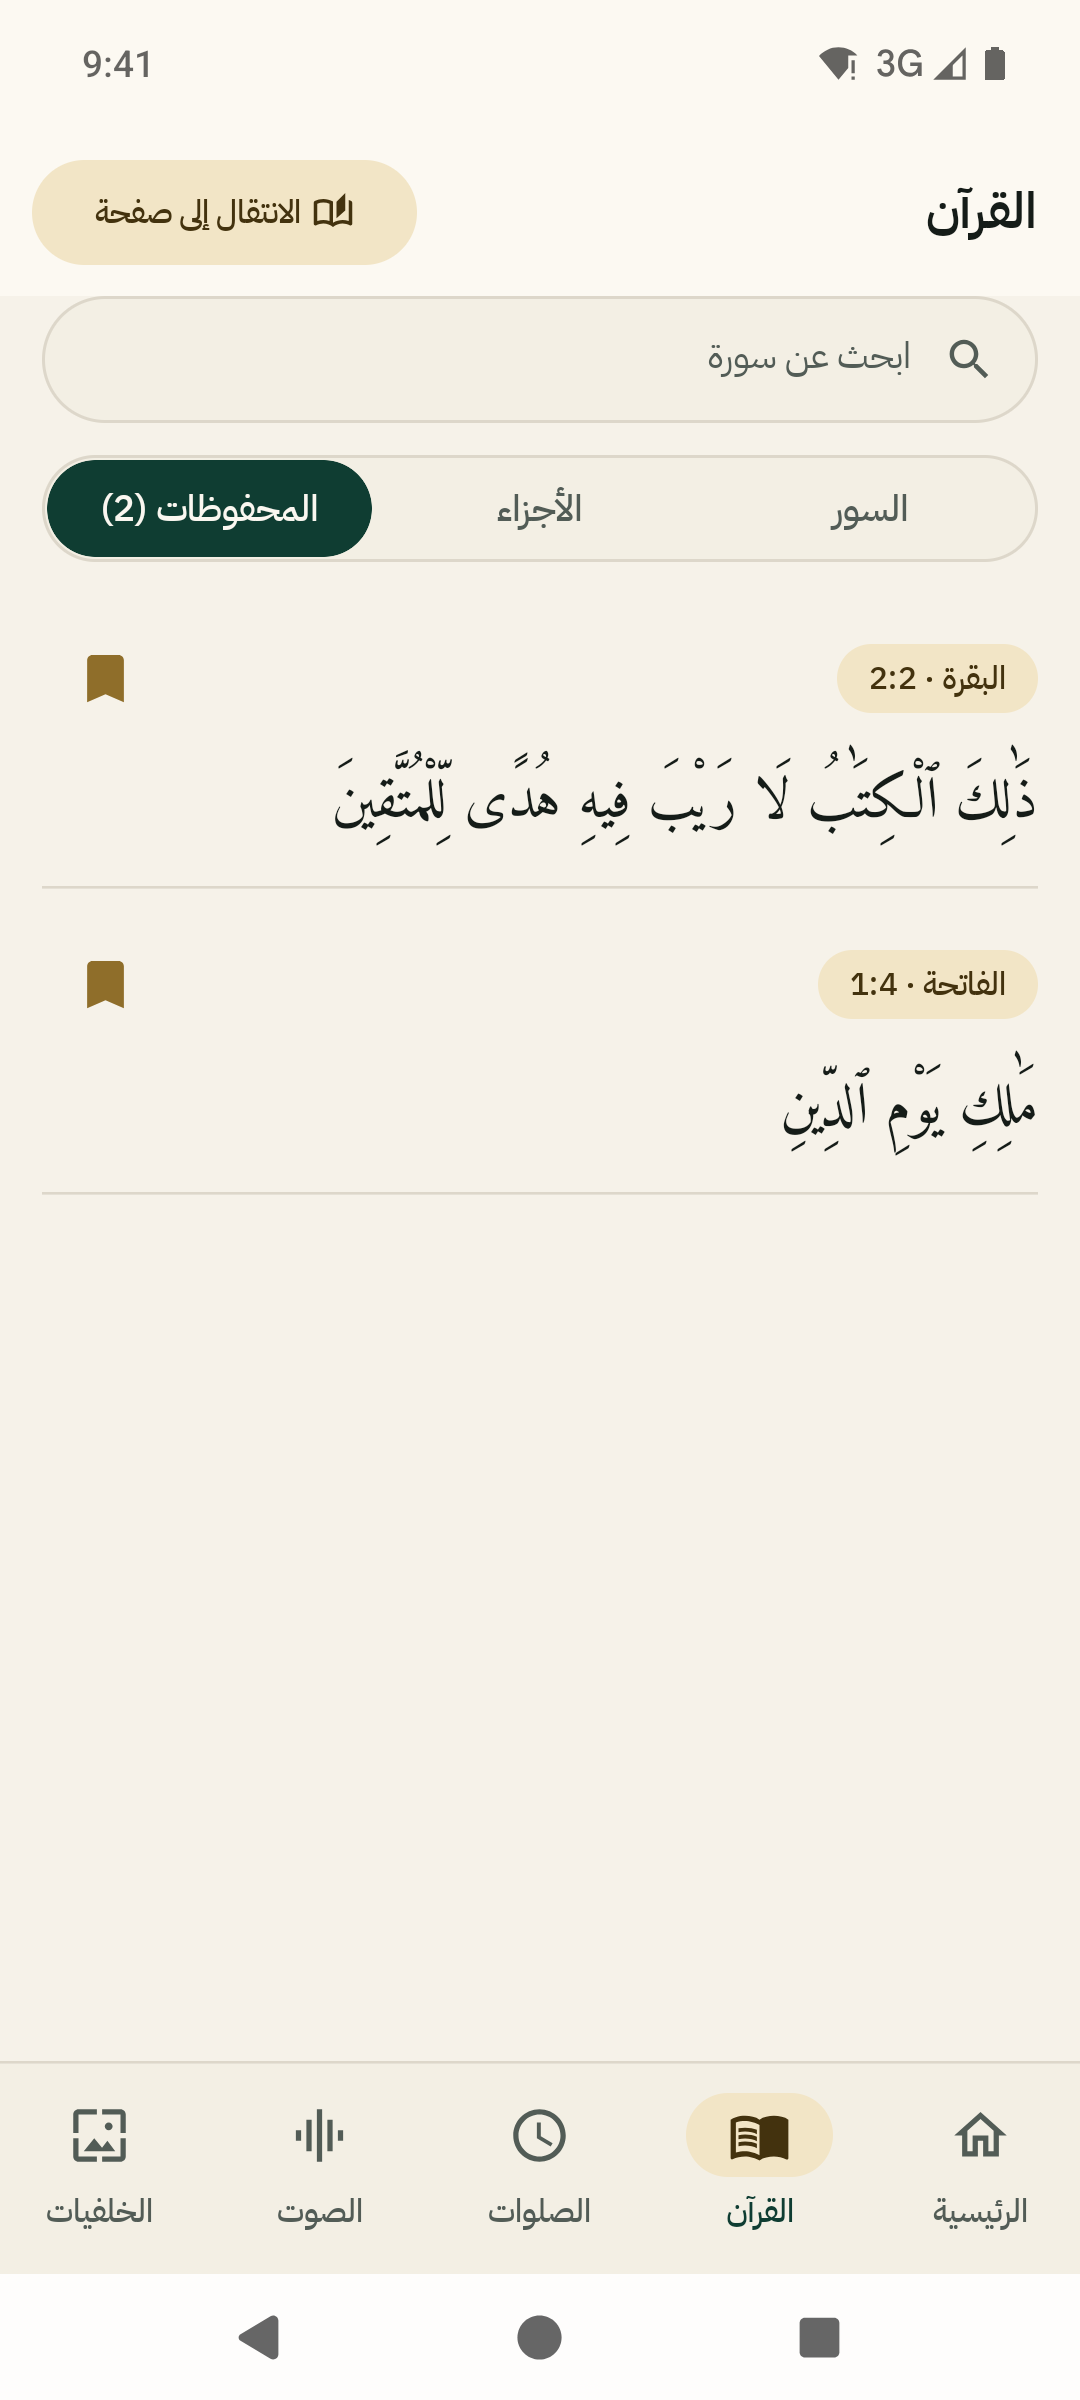 9:41 3G
القرآن
الانتقال إلى صفحة
ابحث عن سورة
السور الأجزاء المحفوظات (2)
البقرة · 2:2
ذَٰلِكَ ٱلْكِتَٰبُ لَا رَيْبَ فِيهِ هُدًى لِّلْمُتَّقِينَ
الفاتحة · 1:4
مَٰلِكِ يَوْمِ ٱلدِّينِ
الرئيسية القرآن الصلوات الصوت الخلفيات